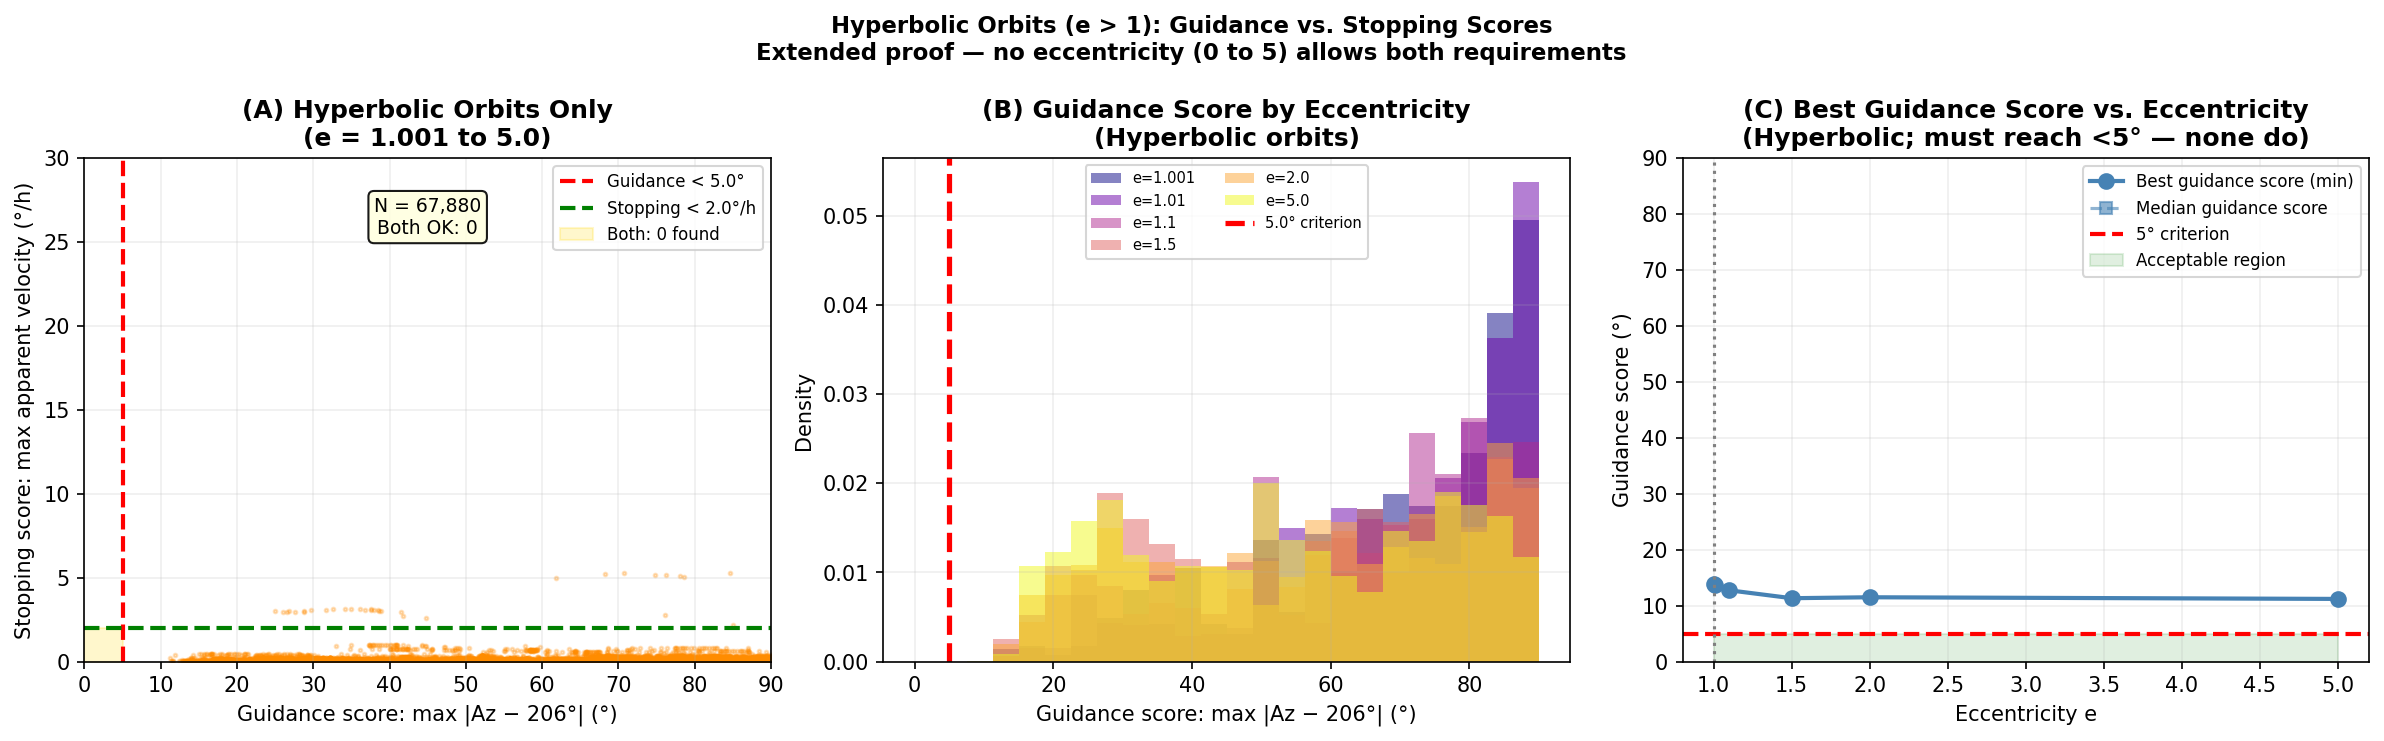 Hyperbolic Orbits (e > 1): Guidance vs. Stopping Scores
Extended proof — no eccentricity (0 to 5) allows both requirements
(A) Hyperbolic Orbits Only
(e = 1.001 to 5.0)
Stopping score: max apparent velocity (°/h)
30
25
20
15
10
5
0
N = 67,880
Both OK: 0
Guidance < 5.0°
Stopping < 2.0°/h
Both: 0 found
0 10 20 30 40 50 60 70 80 90
Guidance score: max |Az − 206°| (°)
(B) Guidance Score by Eccentricity
(Hyperbolic orbits)
Density
0.05
0.04
0.03
0.02
0.01
0.00
e=1.001
e=1.01
e=1.1
e=1.5
e=2.0
e=5.0
5.0° criterion
0 20 40 60 80
Guidance score: max |Az − 206°| (°)
(C) Best Guidance Score vs. Eccentricity
(Hyperbolic; must reach <5° — none do)
Guidance score (°)
90
80
70
60
50
40
30
20
10
0
Best guidance score (min)
Median guidance score
5° criterion
Acceptable region
1.0 1.5 2.0 2.5 3.0 3.5 4.0 4.5 5.0
Eccentricity e